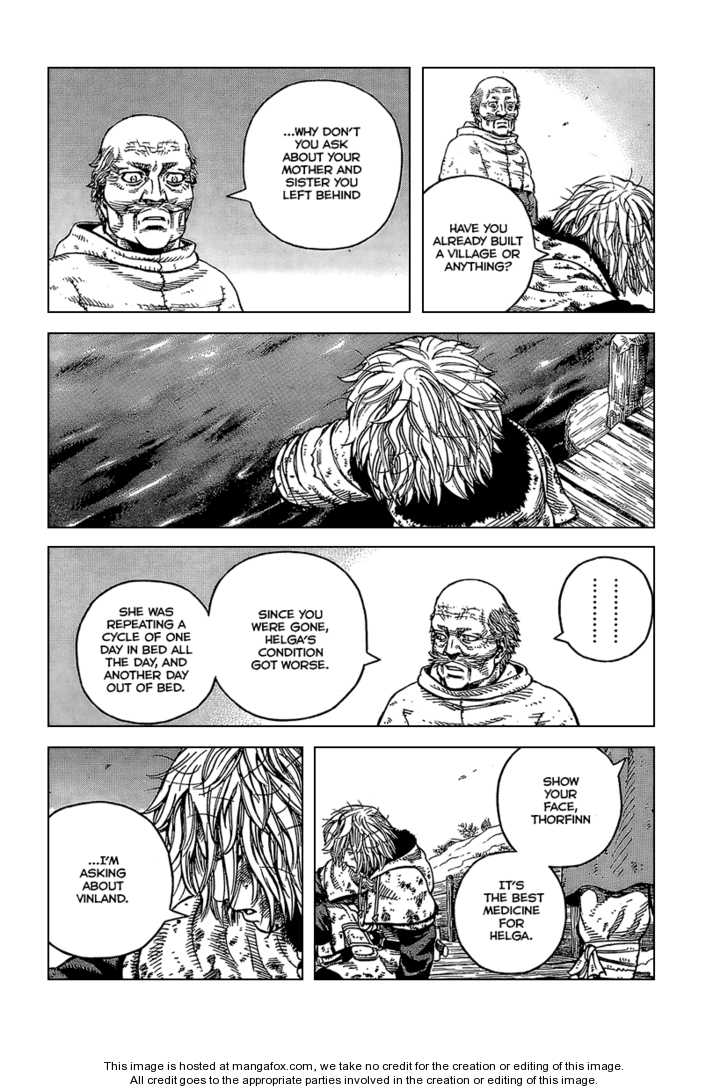 HAVE YOU
ALREADY BUILT
A VILLAGE OR
ANYTHING?
...WHY DON'T
YOU ASK
ABOUT YOUR
MOTHER AND
SISTER YOU
LEFT BEHIND
..................
SINCE YOU
WERE GONE,
HELGA'S
CONDITION
GOT WORSE.
SHE WAS
REPEATING A
CYCLE OF ONE
DAY IN BED ALL
THE DAY, AND
ANOTHER DAY
OUT OF BED.
SHOW
YOUR
FACE,
THORFINN
IT'S
THE BEST
MEDICINE
FOR
HELGA.
...I'M
ASKING
ABOUT
VINLAND.
This image is hosted at mangafox.com, we take no credit for the creation or editing of this image.
All credit goes to the appropriate parties involved in the creation or editing of this image.